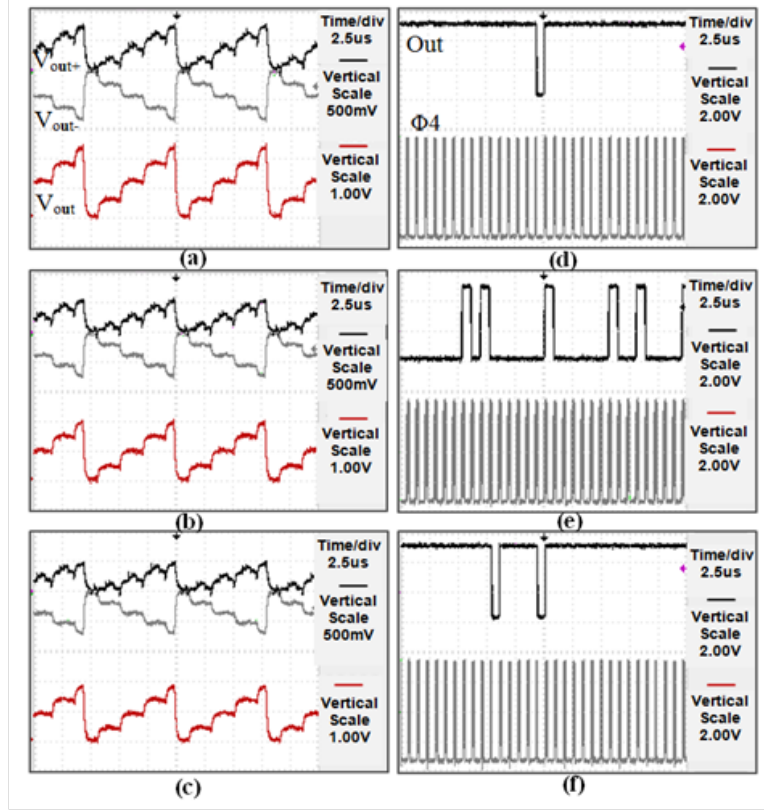 Time/div
2.5us
Vertical
Scale
500mV
Vertical
Scale
1.00V
Vout+
Vout-
Vout
(a)
Time/div
2.5us
Vertical
Scale
2.00V
Vertical
Scale
2.00V
Out
Φ4
(d)
Time/div
2.5us
Vertical
Scale
500mV
Vertical
Scale
1.00V
(b)
Time/div
2.5us
Vertical
Scale
2.00V
Vertical
Scale
2.00V
(e)
Time/div
2.5us
Vertical
Scale
500mV
Vertical
Scale
1.00V
(c)
Time/div
2.5us
Vertical
Scale
2.00V
Vertical
Scale
2.00V
(f)